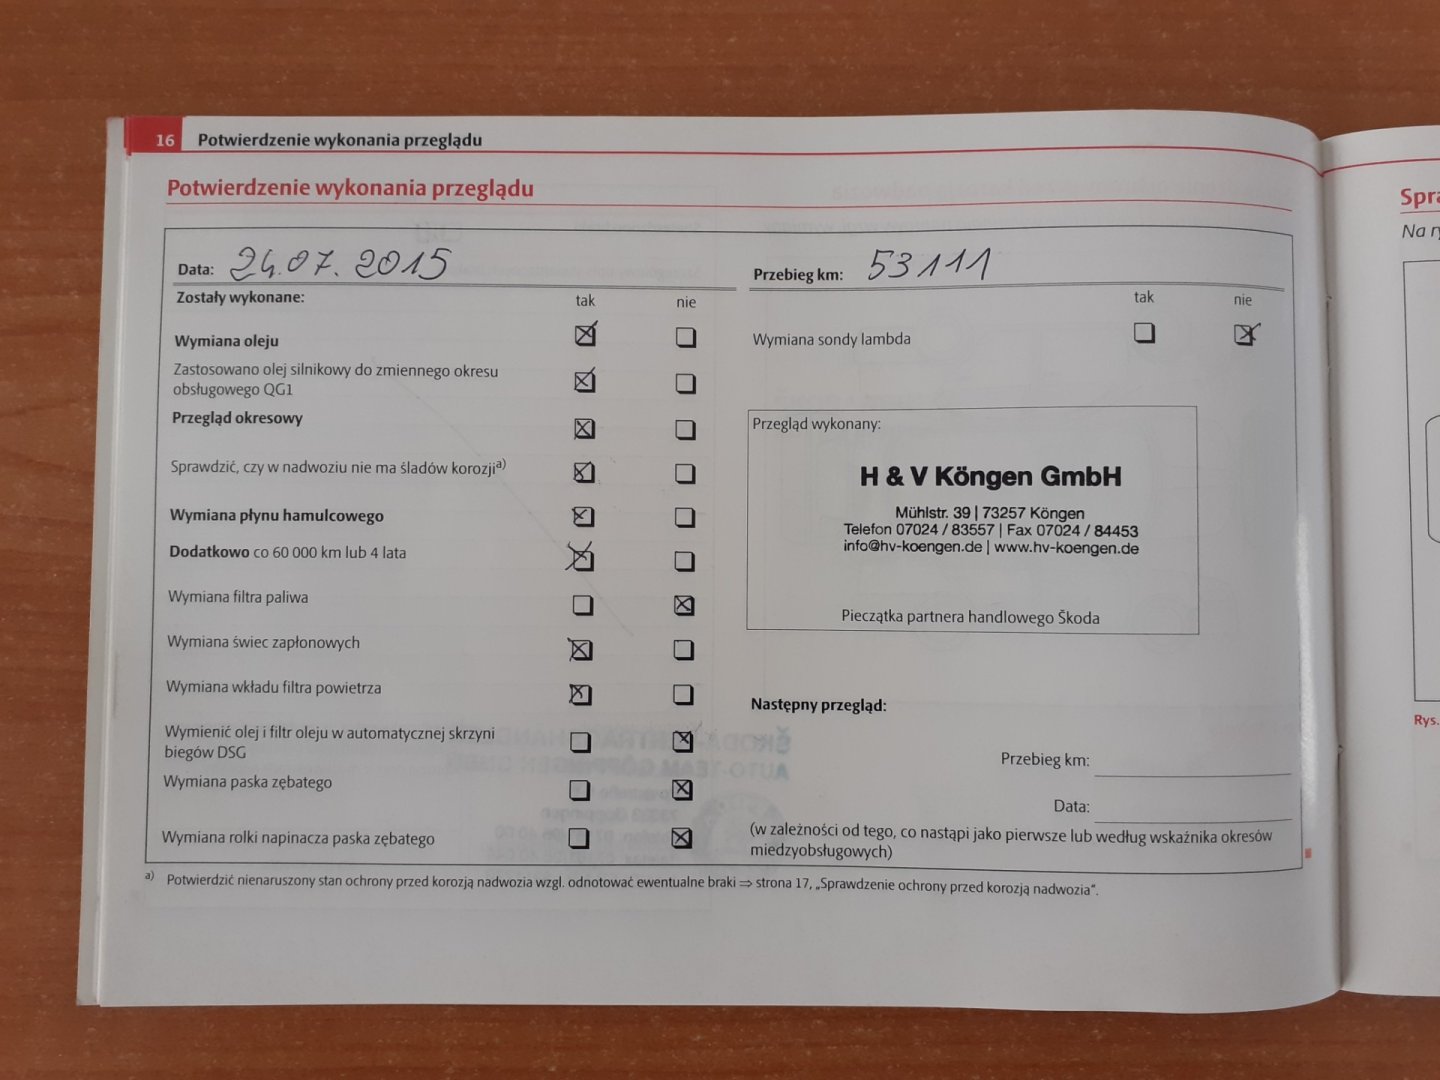 16 Potwierdzenie wykonania przeglądu
Potwierdzenie wykonania przeglądu
Data: 24.07.2015
Zostały wykonane: tak nie
Wymiana oleju
Zastosowano olej silnikowy do zmiennego okresu
obsługowego QG1
Przegląd okresowy
Sprawdzić, czy w nadwoziu nie ma śladów korozjia)
Wymiana płynu hamulcowego
Dodatkowo co 60 000 km lub 4 lata
Wymiana filtra paliwa
Wymiana świec zapłonowych
Wymiana wkładu filtra powietrza
Wymienić olej i filtr oleju w automatycznej skrzyni
biegów DSG
Wymiana paska zębatego
Wymiana rolki napinacza paska zębatego
Przebieg km: 53111
tak nie
Wymiana sondy lambda
Przegląd wykonany:
H & V Köngen GmbH
Mühlstr. 39 | 73257 Köngen
Telefon 07024 / 83557 | Fax 07024 / 84453
info@hv-koengen.de | www.hv-koengen.de
Pieczątka partnera handlowego Škoda
Następny przegląd:
Przebieg km:
Data:
(w zależności od tego, co nastąpi jako pierwsze lub według wskaźnika okresów
miedzyobsługowych)
a) Potwierdzić nienaruszony stan ochrony przed korozją nadwozia wzgl. odnotować ewentualne braki ⇒ strona 17, „Sprawdzenie ochrony przed korozją nadwozia“.
Na
Rys.